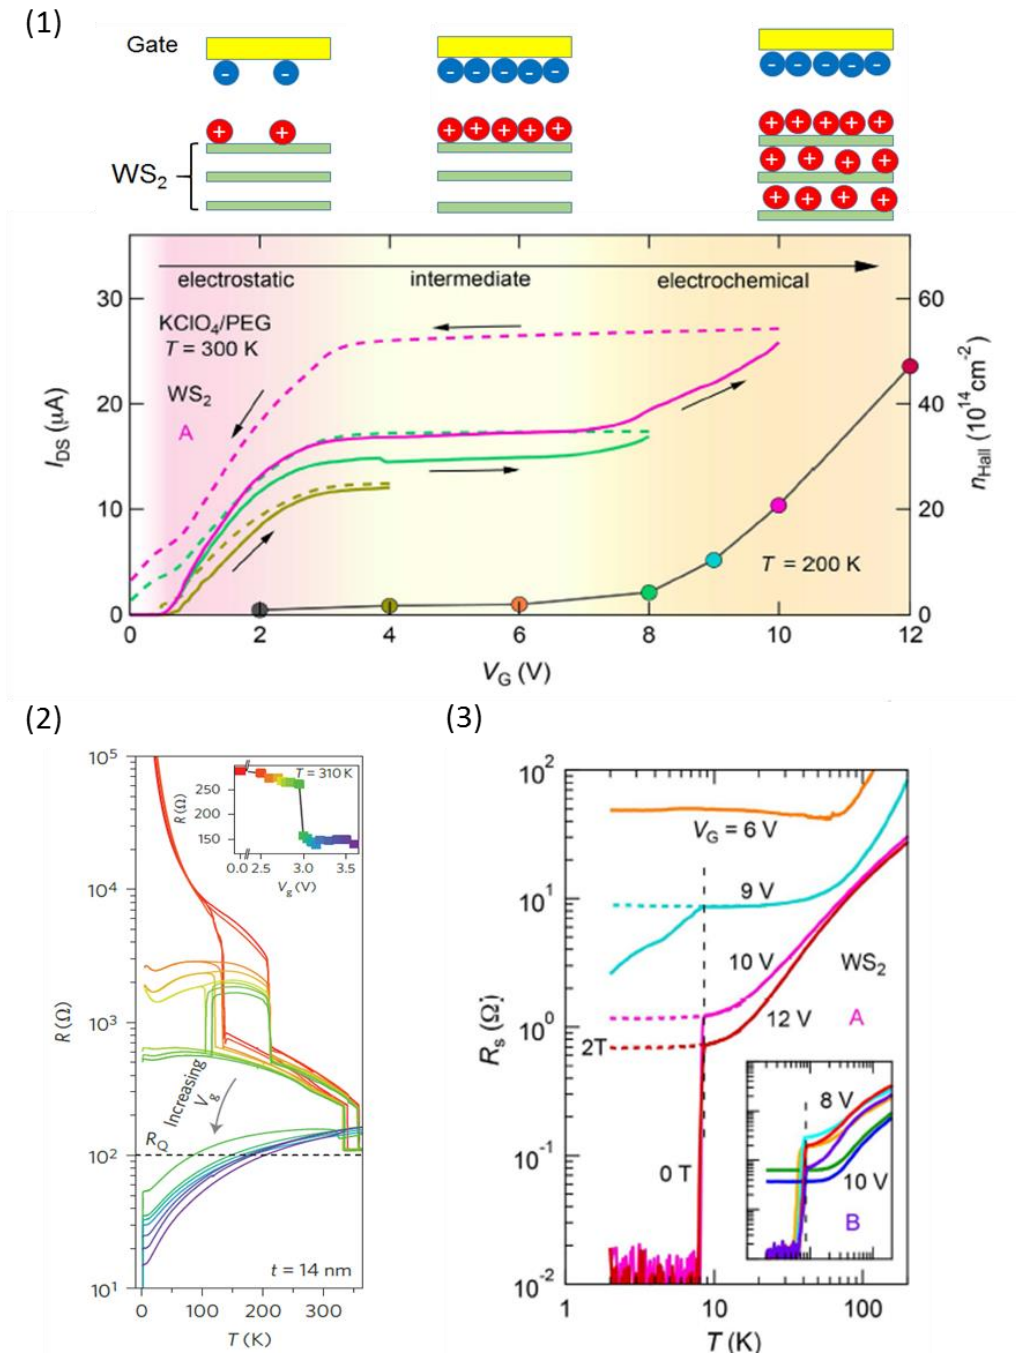 (1)
Gate
- -
- - - - -
- - - - -
+ +
+ + + + +
+ + + + +
+ + + +
+ + + +
WS2
electrostatic intermediate electrochemical
KClO4/PEG
T = 300 K
WS2
A
T = 200 K
30
20
10
0
IDS (μA)
60
40
20
0
nHall (10^14 cm^-2)
0 2 4 6 8 10 12
VG (V)
(2)
10^5
10^4
10^3
10^2
10^1
R (Ω)
T = 310 K
250
200
150
R (Ω)
0.0 2.5 3.0 3.5
Vg (V)
Increasing
Vg
RQ
t = 14 nm
0 100 200 300
T (K)
(3)
10^2
10^1
10^0
10^-1
10^-2
Rs (Ω)
VG = 6 V
9 V
10 V
WS2
12 V
A
2T
0 T
8 V
10 V
B
1 10 100
T (K)